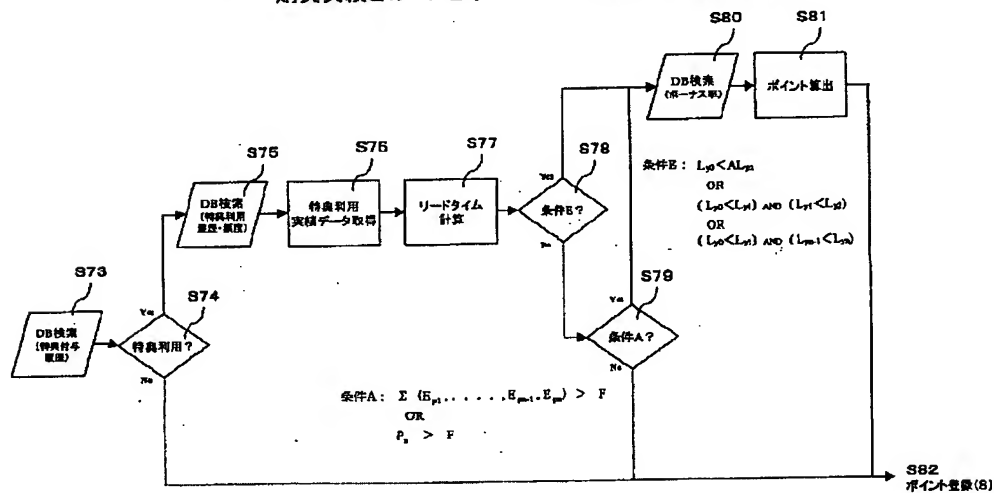 S80
S81
DB検索
(ボーナス率)
ポイント算出
S75
S76
S77
S78
DB検索
(特典利用
履歴・額度)
特典利用
実績データ取得
リードタイム
計算
Yes
条件E?
No
条件E: L_y0<AL_yn
OR
(L_y0<L_y1) AND (L_y1<L_y2)
OR
(L_y0<L_y1) AND (L_yn-1<L_yn)
S73
S74
S79
DB検索
(特典付与
履歴)
Yes
特典利用?
No
Yes
条件A?
No
条件A: Σ (E_p1, . . . . . , E_pn-1, E_pn) > F
OR
P_n > F
S82
ポイント登録(8)